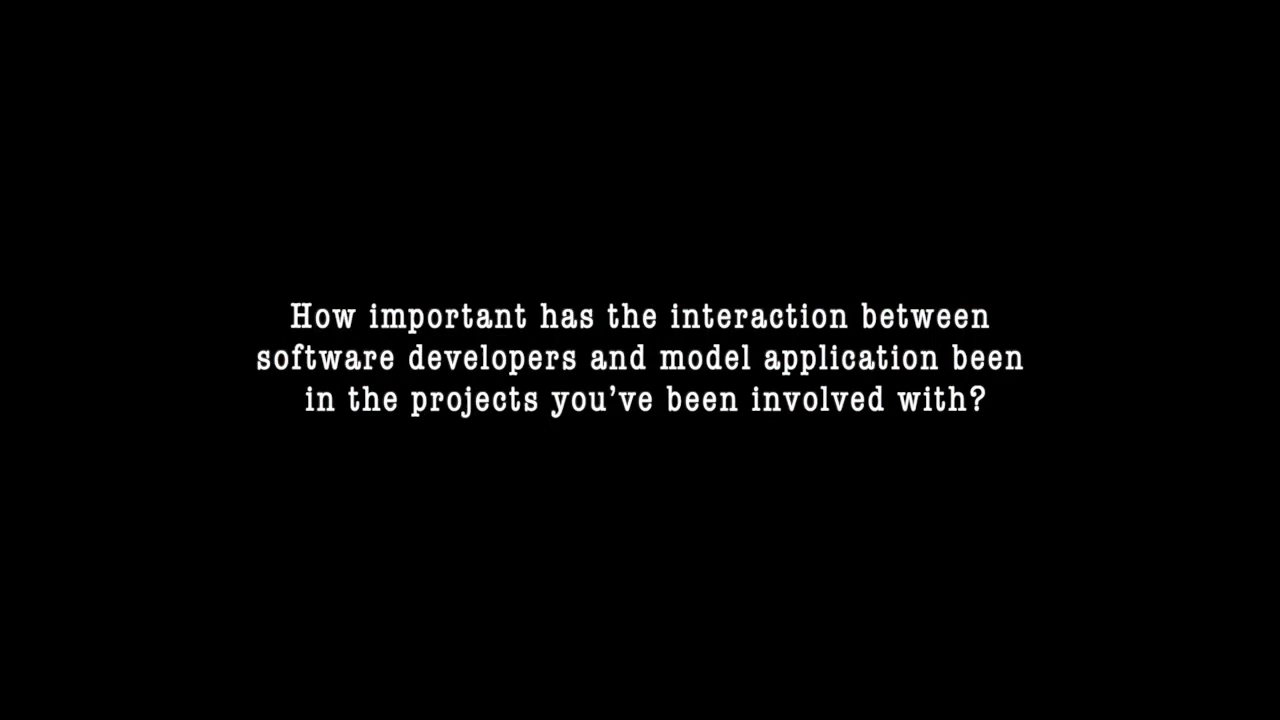 How important has the interaction between
software developers and model application been
in the projects you’ve been involved with?